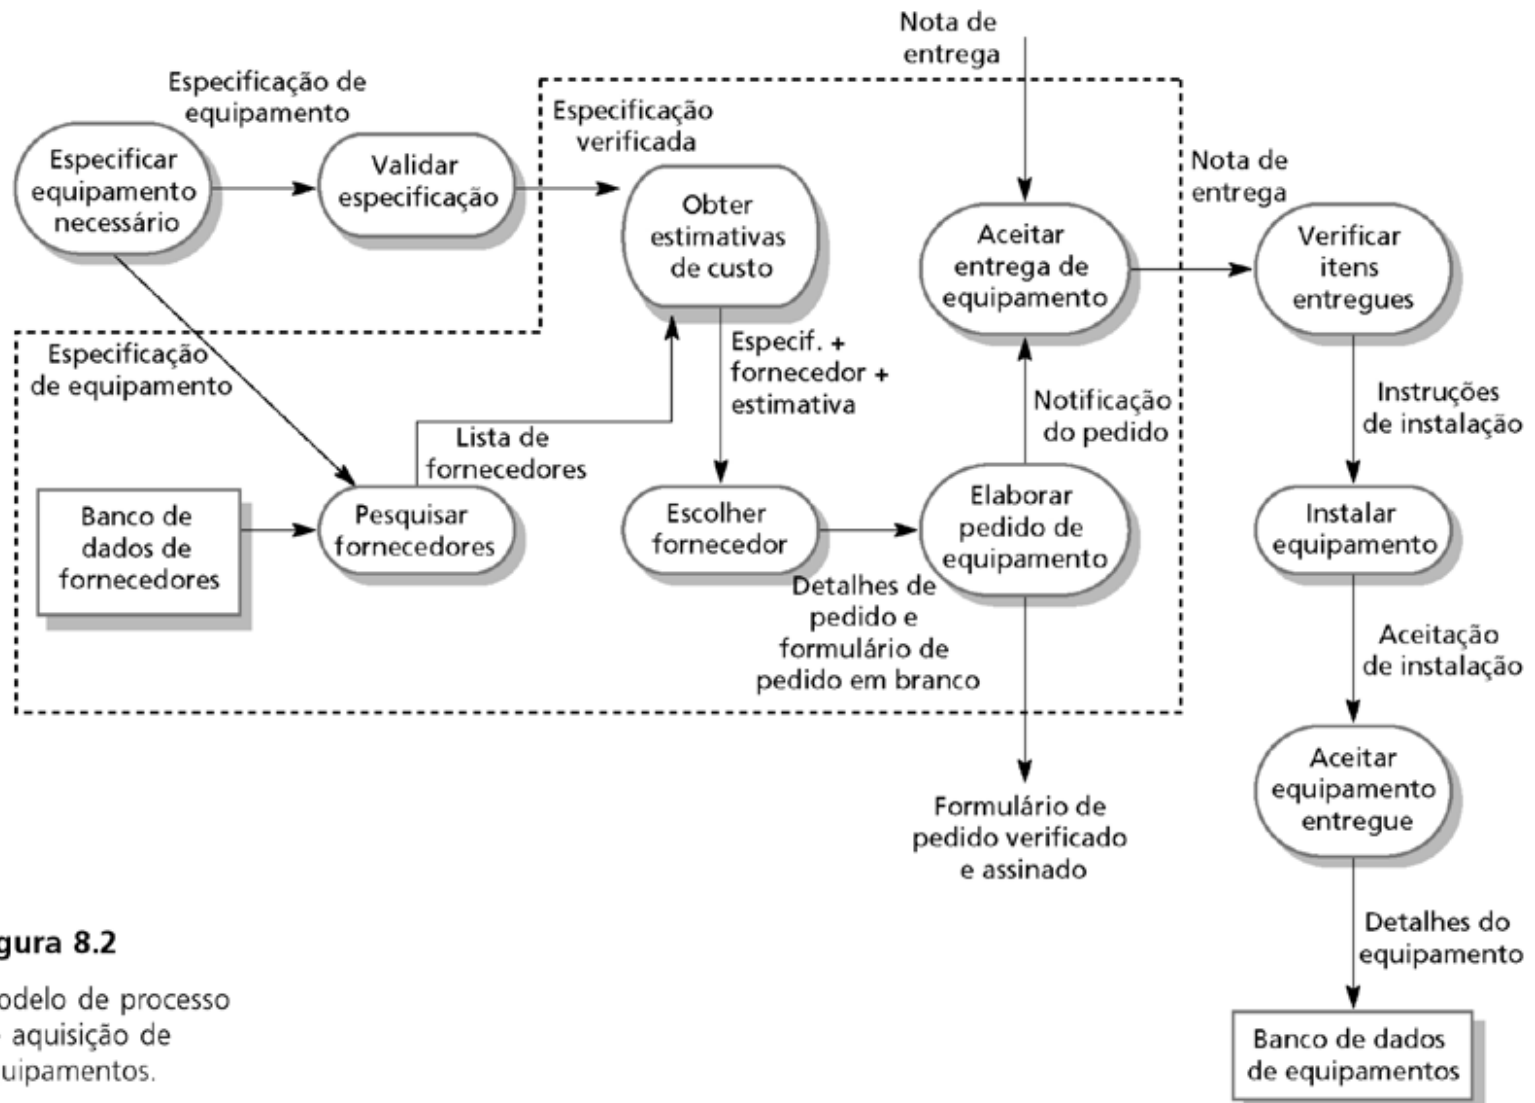 Nota de
entrega
Especificação de
equipamento
Especificação
verificada
Especificar
equipamento
necessário
Validar
especificação
Obter
estimativas
de custo
Aceitar
entrega de
equipamento
Nota de
entrega
Verificar
itens
entregues
Especificação
de equipamento
Especif. +
fornecedor +
estimativa
Lista de
fornecedores
Notificação
do pedido
Instruções
de instalação
Banco de
dados de
fornecedores
Pesquisar
fornecedores
Escolher
fornecedor
Elaborar
pedido de
equipamento
Instalar
equipamento
Detalhes de
pedido e
formulário de
pedido em branco
Aceitação
de instalação
Formulário de
pedido verificado
e assinado
Aceitar
equipamento
entregue
Detalhes do
equipamento
Banco de dados
de equipamentos
gura 8.2
odelo de processo
aquisição de
uipamentos.